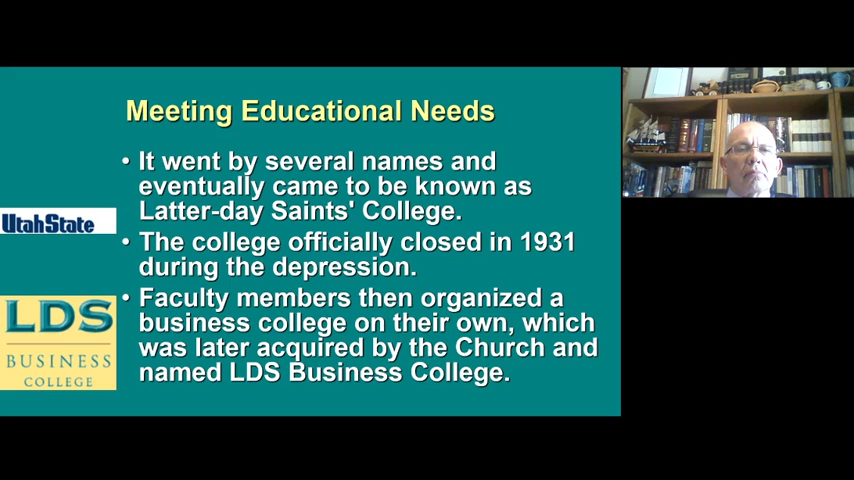 Meeting Educational Needs
• It went by several names and
eventually came to be known as
Latter-day Saints' College.
• The college officially closed in 1931
during the depression.
• Faculty members then organized a
business college on their own, which
was later acquired by the Church and
named LDS Business College.
UtahState
LDS
BUSINESS
COLLEGE